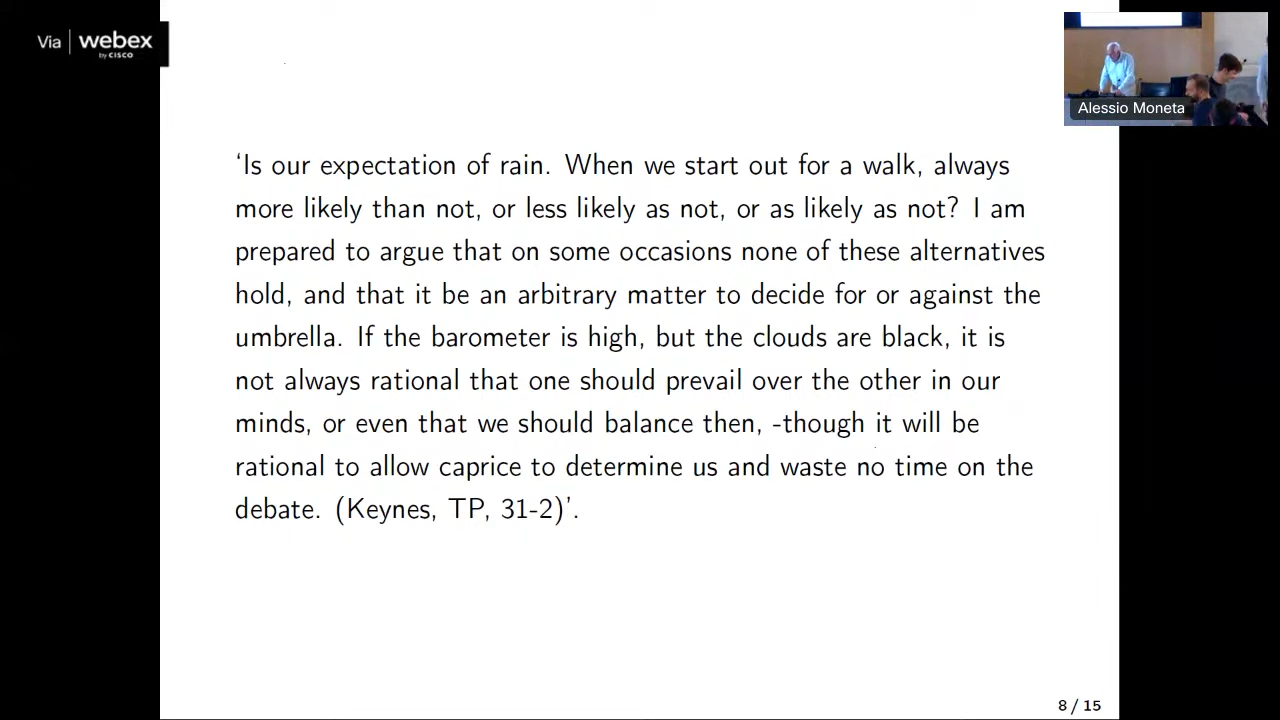 Via webex
by CISCO
Alessio Moneta
‘Is our expectation of rain. When we start out for a walk, always
more likely than not, or less likely as not, or as likely as not? I am
prepared to argue that on some occasions none of these alternatives
hold, and that it be an arbitrary matter to decide for or against the
umbrella. If the barometer is high, but the clouds are black, it is
not always rational that one should prevail over the other in our
minds, or even that we should balance then, -though it will be
rational to allow caprice to determine us and waste no time on the
debate. (Keynes, TP, 31-2)’.
8 / 15